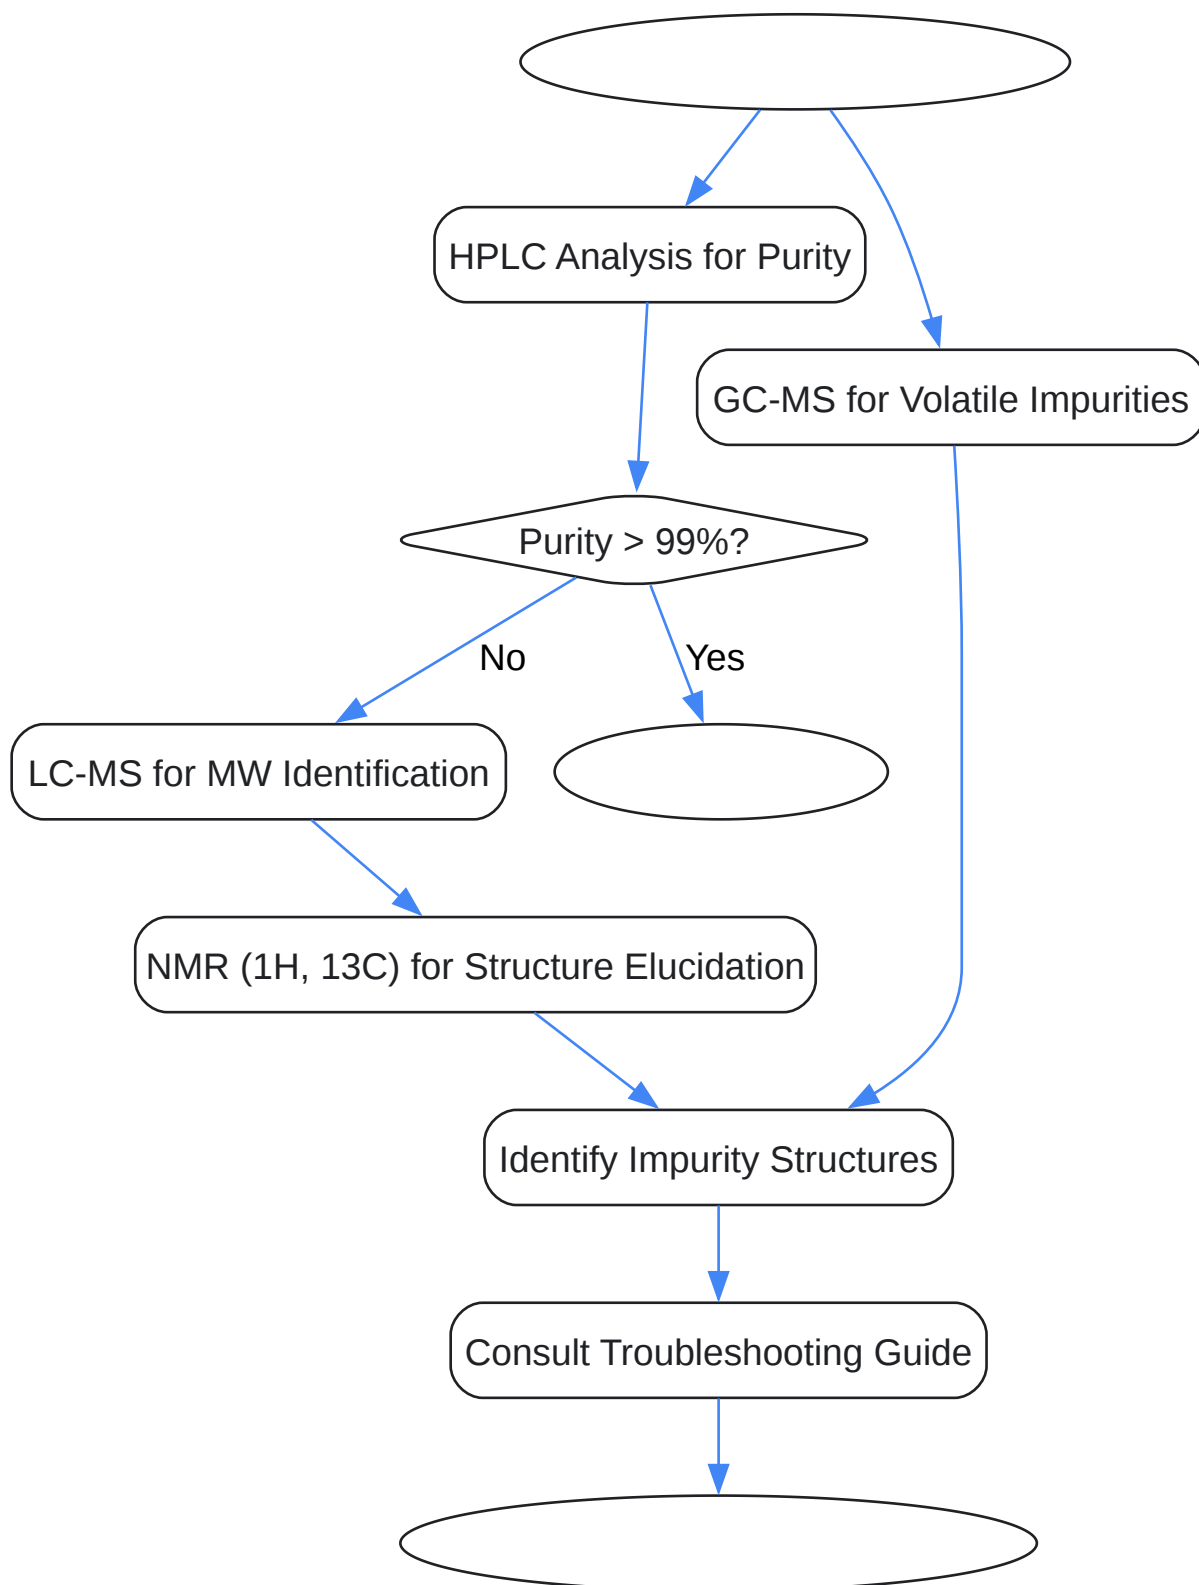 HPLC Analysis for Purity
GC-MS for Volatile Impurities
Purity > 99%?
No
Yes
LC-MS for MW Identification
NMR (1H, 13C) for Structure Elucidation
Identify Impurity Structures
Consult Troubleshooting Guide